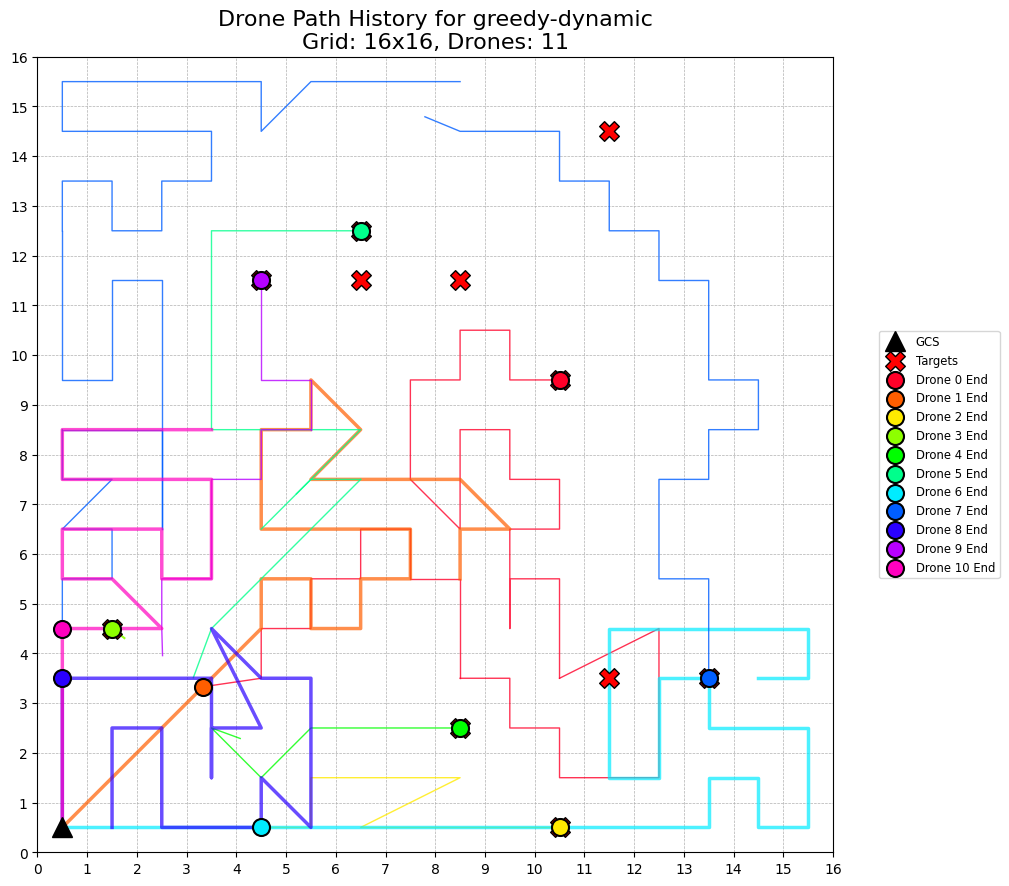 Drone Path History for greedy-dynamic
Grid: 16x16, Drones: 11
16
15
14
13
12
11
10
9
8
7
6
5
4
3
2
1
0
0 1 2 3 4 5 6 7 8 9 10 11 12 13 14 15 16
GCS
Targets
Drone 0 End
Drone 1 End
Drone 2 End
Drone 3 End
Drone 4 End
Drone 5 End
Drone 6 End
Drone 7 End
Drone 8 End
Drone 9 End
Drone 10 End